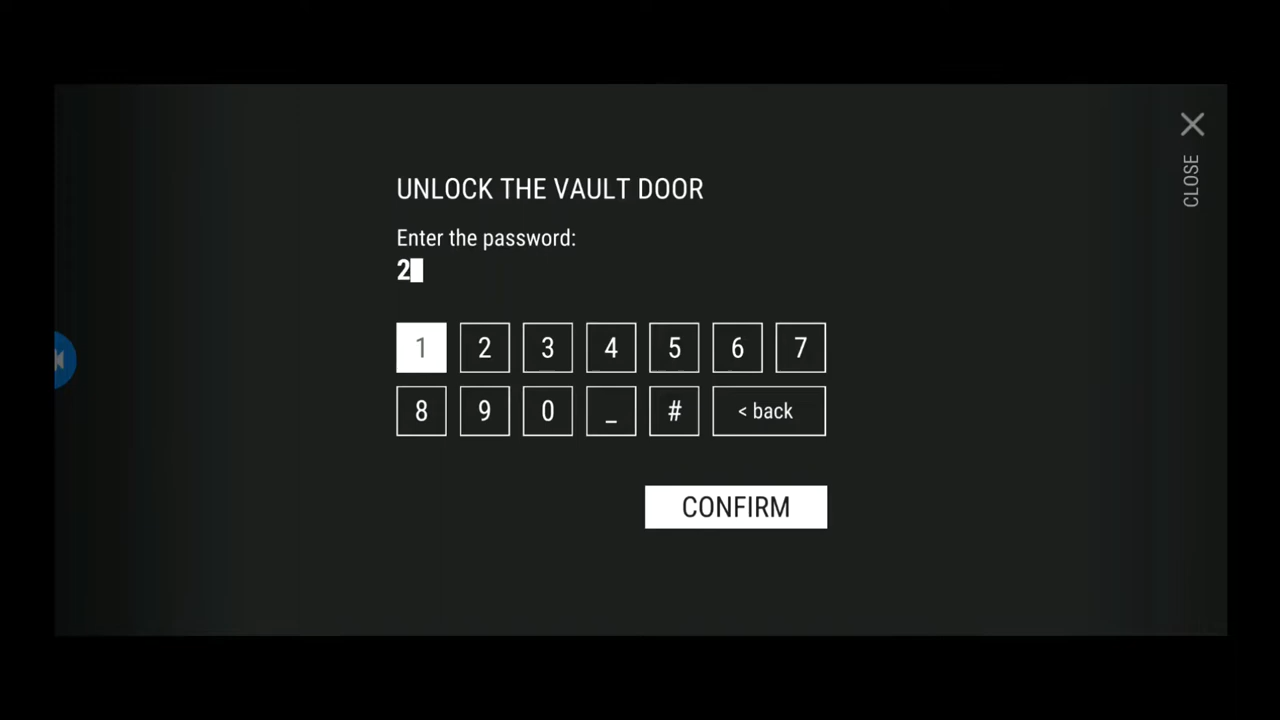 CLOSE
UNLOCK THE VAULT DOOR
Enter the password:
2
1 2 3 4 5 6 7
8 9 0 _ # < back
CONFIRM